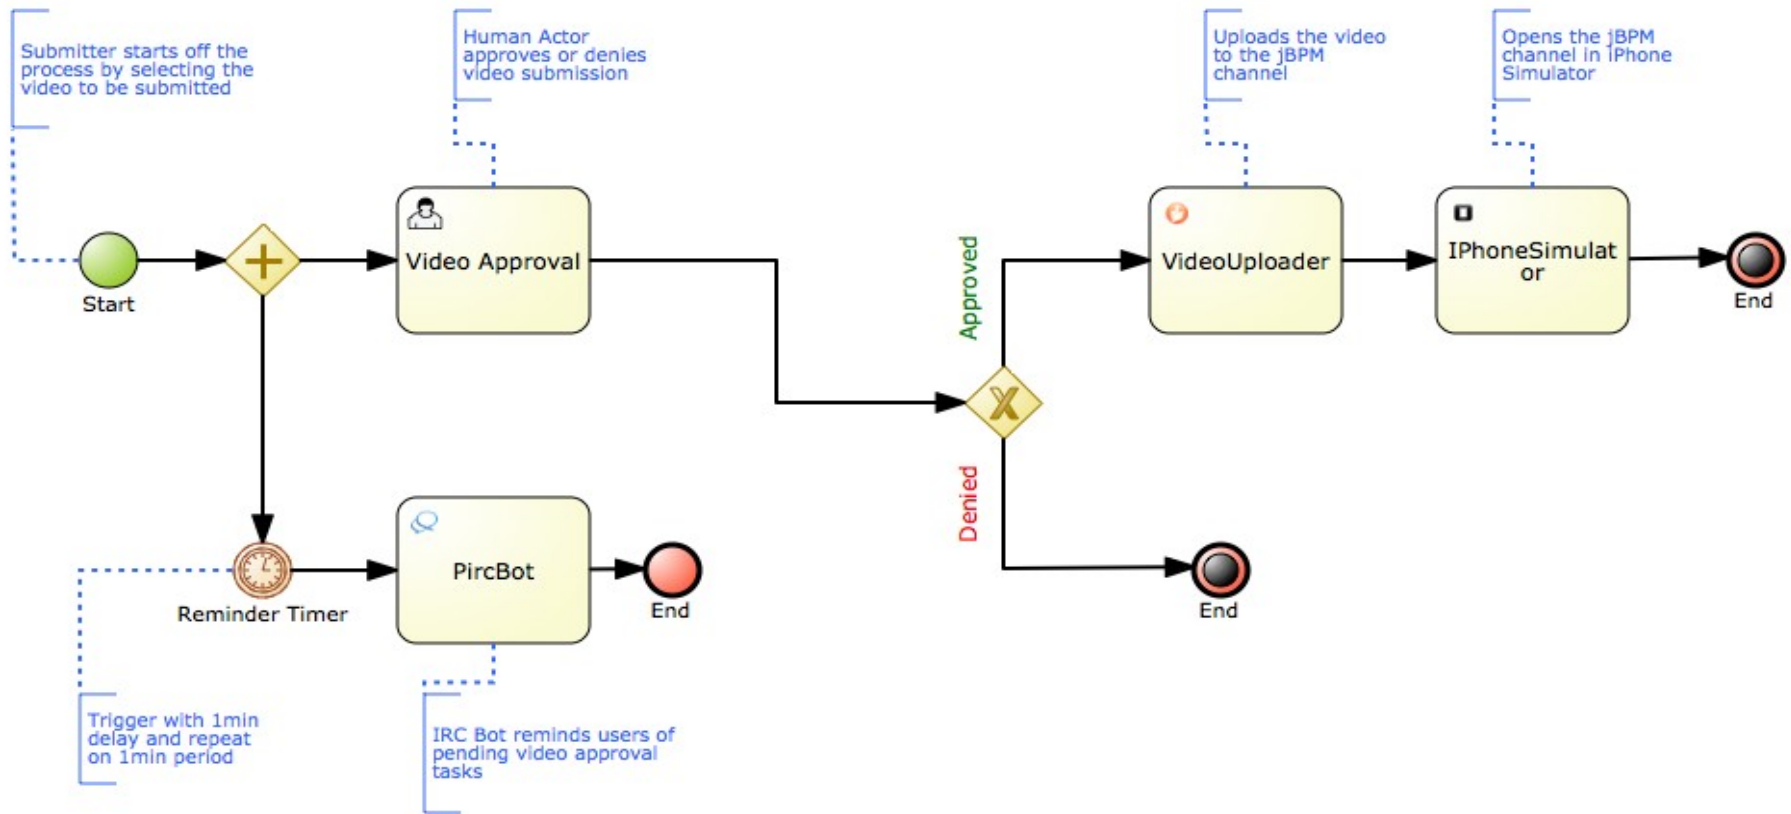 Submitter starts off the
process by selecting the
video to be submitted
Human Actor
approves or denies
video submission
Uploads the video
to the jBPM
channel
Opens the jBPM
channel in iPhone
Simulator
Start
Video Approval
Approved
VideoUploader
IPhoneSimulat
or
End
Denied
Reminder Timer
PircBot
End
End
Trigger with 1min
delay and repeat
on 1min period
IRC Bot reminds users of
pending video approval
tasks